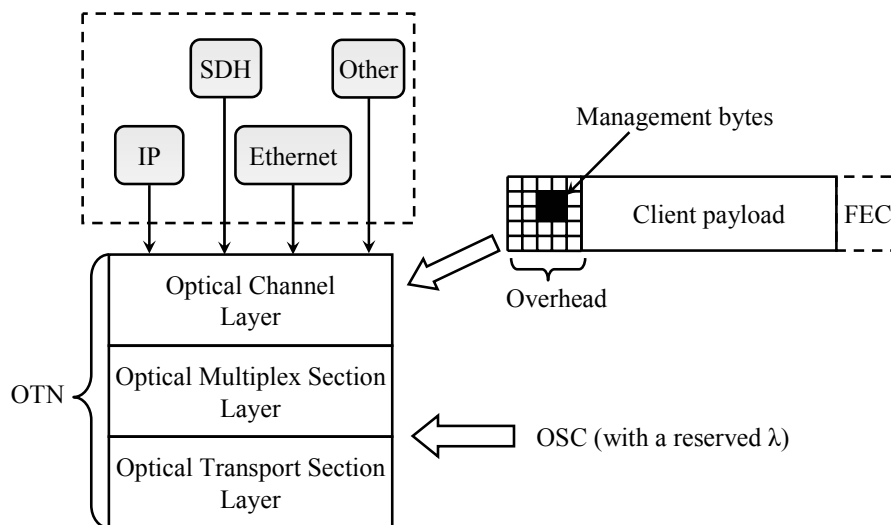 SDH
Other
IP
Ethernet
Management bytes
Client payload
FEC
Overhead
Optical Channel
Layer
OTN
Optical Multiplex Section
Layer
OSC (with a reserved λ)
Optical Transport Section
Layer